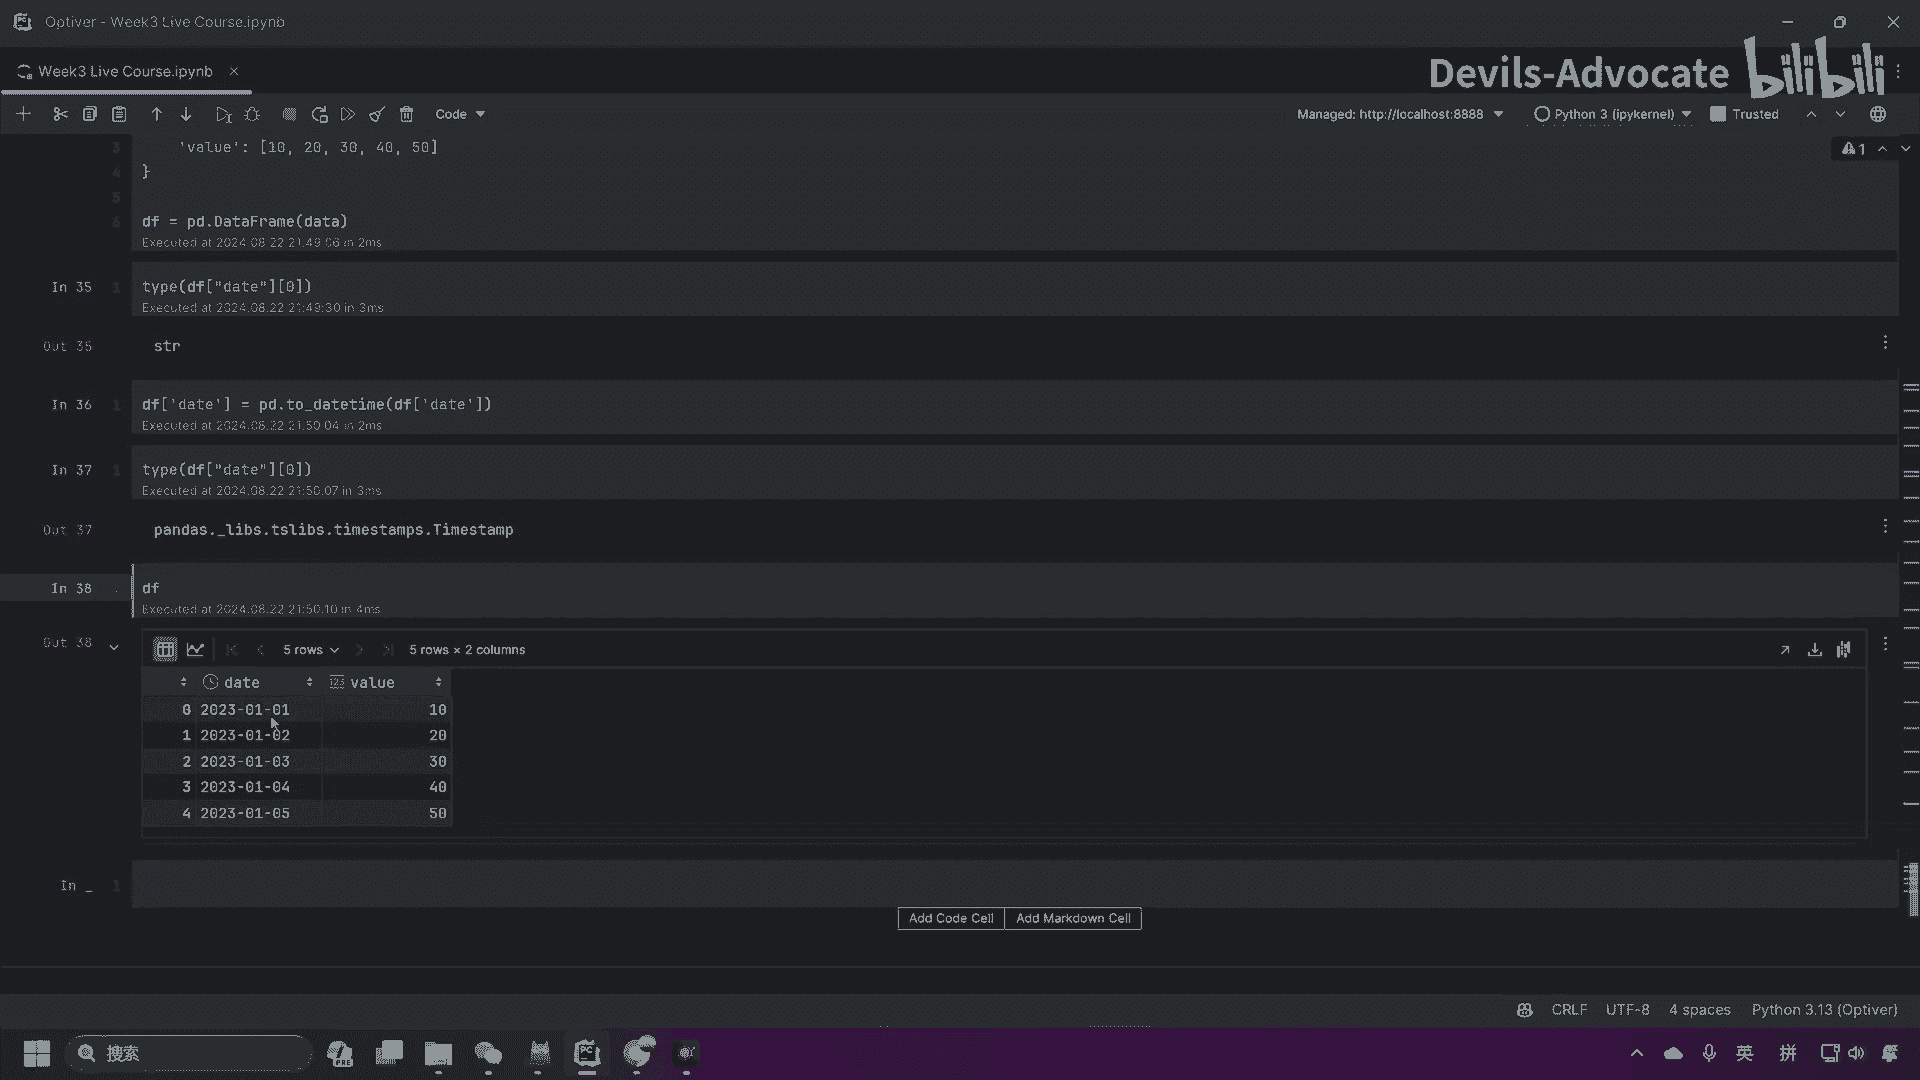 Optiver - Week3 Live Course.ipynb
Week3 Live Course.ipynb
Devils-Advocate bilibili
Code
Managed: http://localhost:8888
Python 3 (ipykernel)
Trusted
3 'value': [10, 20, 30, 40, 50]
1
4 }
5
6 df = pd.DataFrame(data)
Executed at 2024.08.22 21:49:06 in 2ms
In 35 1 type(df["date"][0])
Executed at 2024.08.22 21:49:30 in 3ms
Out 35 str
In 36 1 df['date'] = pd.to_datetime(df['date'])
Executed at 2024.08.22 21:50:04 in 2ms
In 37 1 type(df["date"][0])
Executed at 2024.08.22 21:50:07 in 3ms
Out 37 pandas._libs.tslibs.timestamps.Timestamp
In 38 df
Executed at 2024.08.22 21:50:10 in 4ms
Out 38
5 rows 5 rows × 2 columns
date 123 value
0 2023-01-01 10
1 2023-01-02 20
2 2023-01-03 30
3 2023-01-04 40
4 2023-01-05 50
In _ 1
Add Code Cell Add Markdown Cell
CRLF UTF-8 4 spaces Python 3.13 (Optiver)
搜索 PRE PC 英 拼